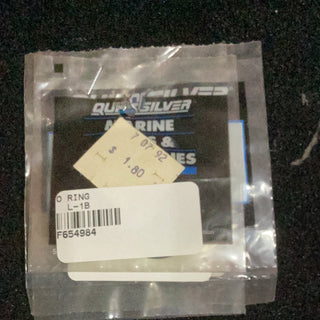 QUICKSILVER
MARINE
&
7 07 92
$ 1.80
O RING
L-1B
F654984